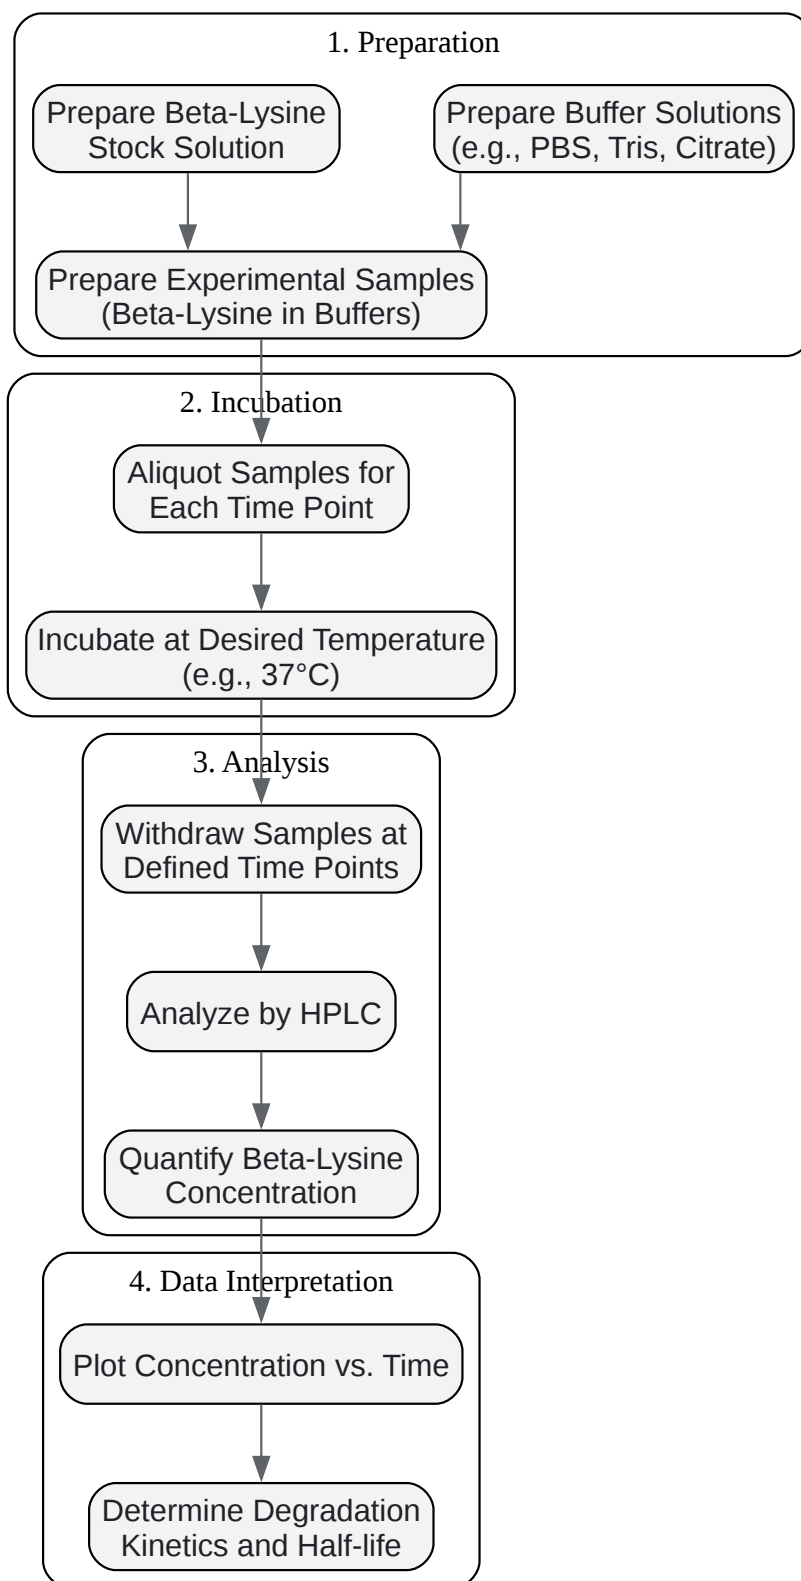 1. Preparation
Prepare Beta-Lysine
Stock Solution
Prepare Buffer Solutions
(e.g., PBS, Tris, Citrate)
Prepare Experimental Samples
(Beta-Lysine in Buffers)
2. Incubation
Aliquot Samples for
Each Time Point
Incubate at Desired Temperature
(e.g., 37°C)
3. Analysis
Withdraw Samples at
Defined Time Points
Analyze by HPLC
Quantify Beta-Lysine
Concentration
4. Data Interpretation
Plot Concentration vs. Time
Determine Degradation
Kinetics and Half-life